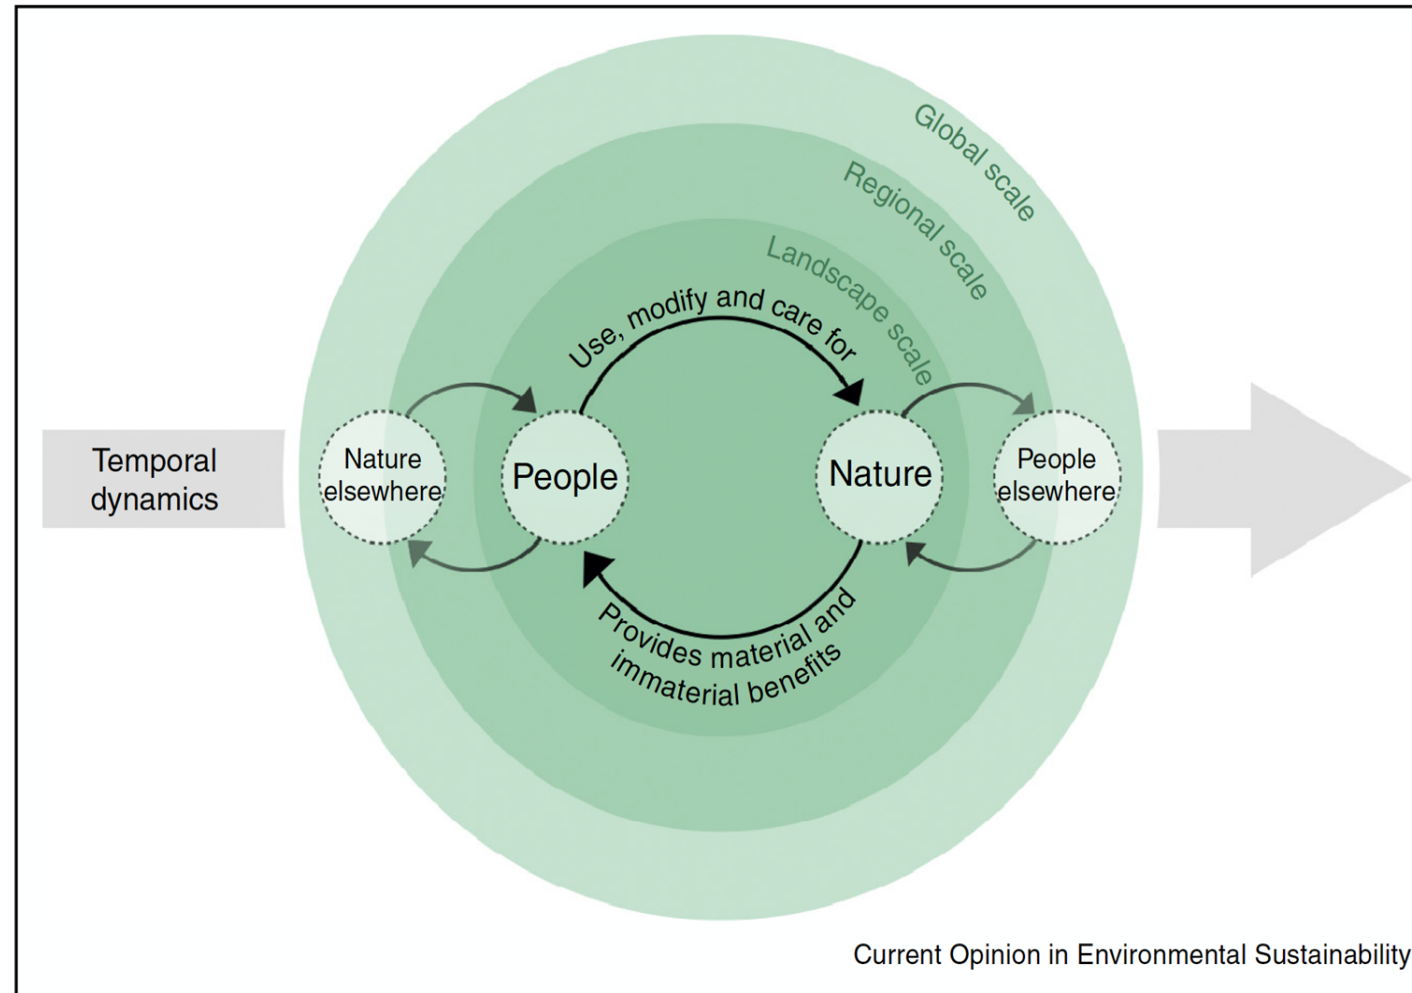 Global scale
Regional scale
Landscape scale
Use, modify and care for
Temporal
dynamics
Nature
elsewhere
People
Nature
People
elsewhere
Provides material and
immaterial benefits
Current Opinion in Environmental Sustainability